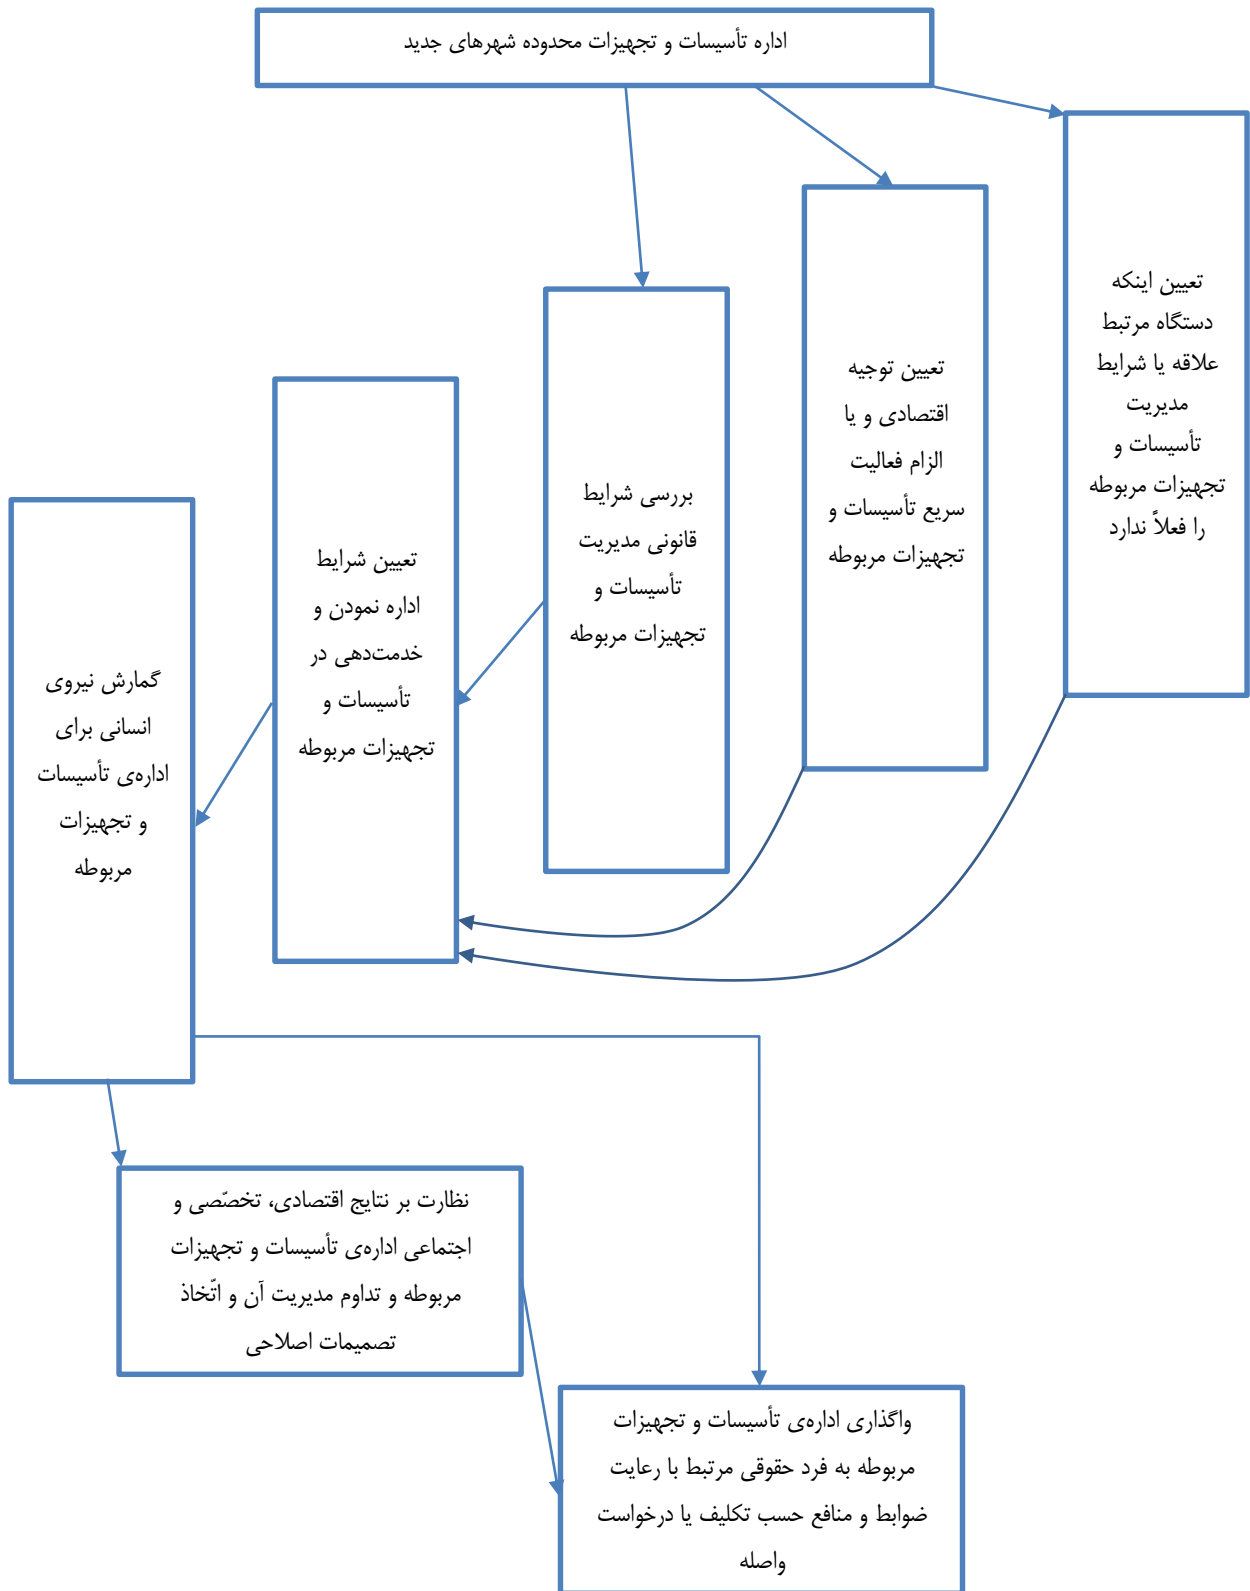 اداره تأسیسات و تجهیزات محدوده شهرهای جدید
تعیین اینکه
دستگاه مرتبط
علاقه یا شرایط
مدیریت
تأسیسات و
تجهیزات مربوطه
را فعلاً ندارد
تعیین توجیه
اقتصادی و یا
الزام فعالیت
سریع تأسیسات و
تجهیزات مربوطه
بررسی شرایط
قانونی مدیریت
تأسیسات و
تجهیزات مربوطه
تعیین شرایط
اداره نمودن و
خدمت‌دهی در
تأسیسات و
تجهیزات مربوطه
گمارش نیروی
انسانی برای
اداره‌ی تأسیسات
و تجهیزات
مربوطه
نظارت بر نتایج اقتصادی، تخصّصی و
اجتماعی اداره‌ی تأسیسات و تجهیزات
مربوطه و تداوم مدیریت آن و اتّخاذ
تصمیمات اصلاحی
واگذاری اداره‌ی تأسیسات و تجهیزات
مربوطه به فرد حقوقی مرتبط با رعایت
ضوابط و منافع حسب تکلیف یا درخواست
واصله